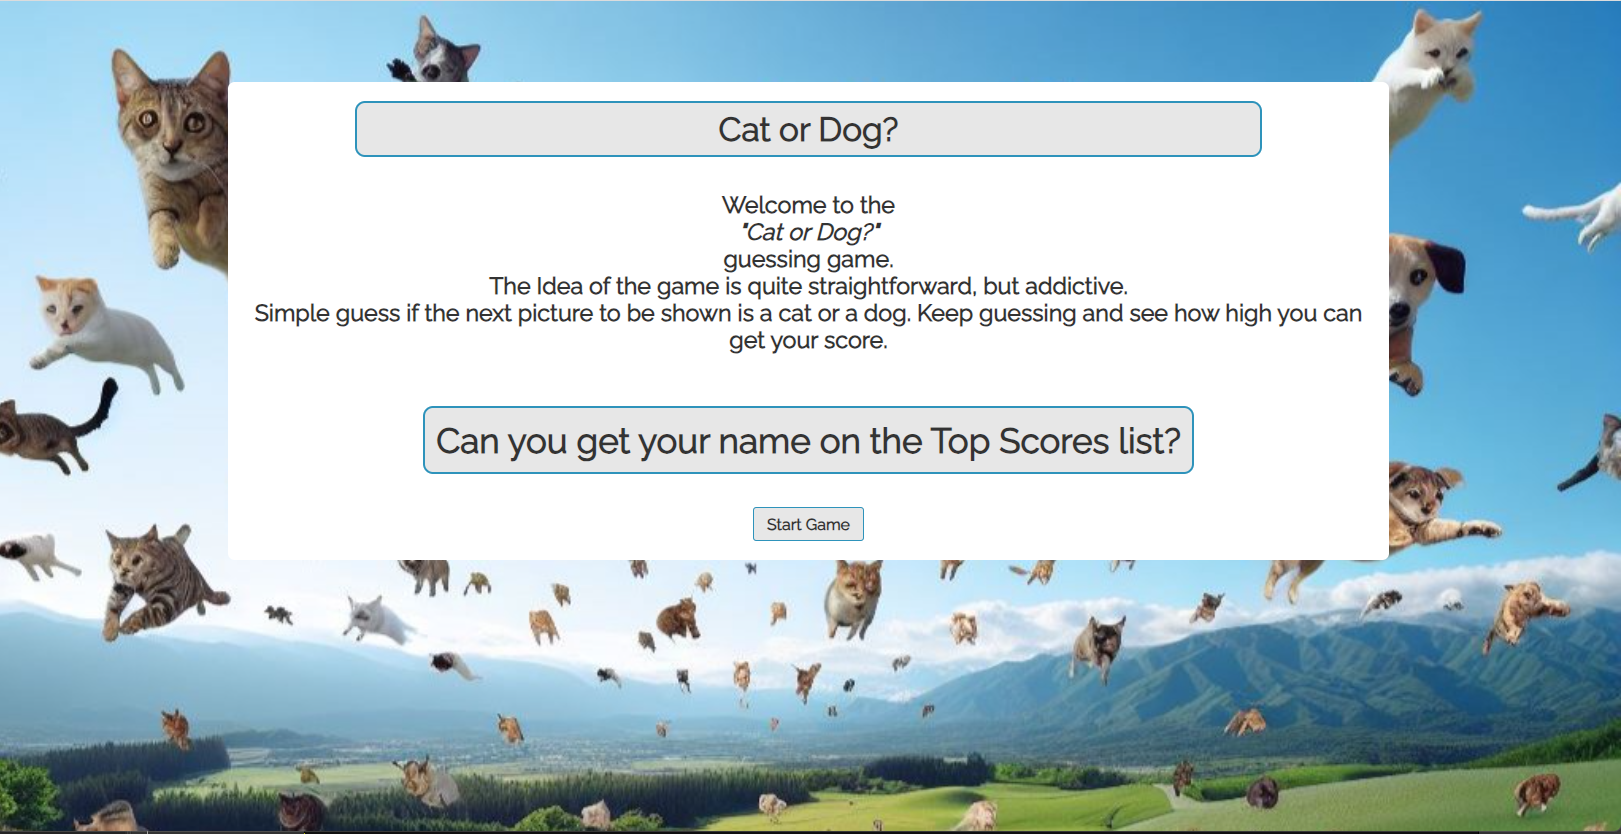 Cat or Dog?
Welcome to the
"Cat or Dog?"
guessing game.
The Idea of the game is quite straightforward, but addictive.
Simple guess if the next picture to be shown is a cat or a dog. Keep guessing and see how high you can
get your score.
Can you get your name on the Top Scores list?
Start Game